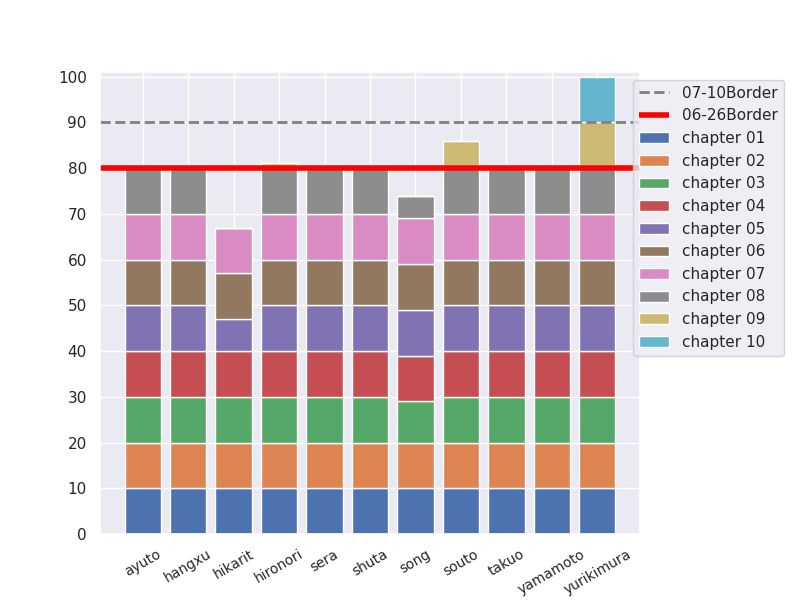 100
90
80
70
60
50
40
30
20
10
0
ayuto
hangxu
hikarit
hironori
sera
shuta
song
souto
takuo
yamamoto
yurikimura
07-10Border
06-26Border
chapter 01
chapter 02
chapter 03
chapter 04
chapter 05
chapter 06
chapter 07
chapter 08
chapter 09
chapter 10